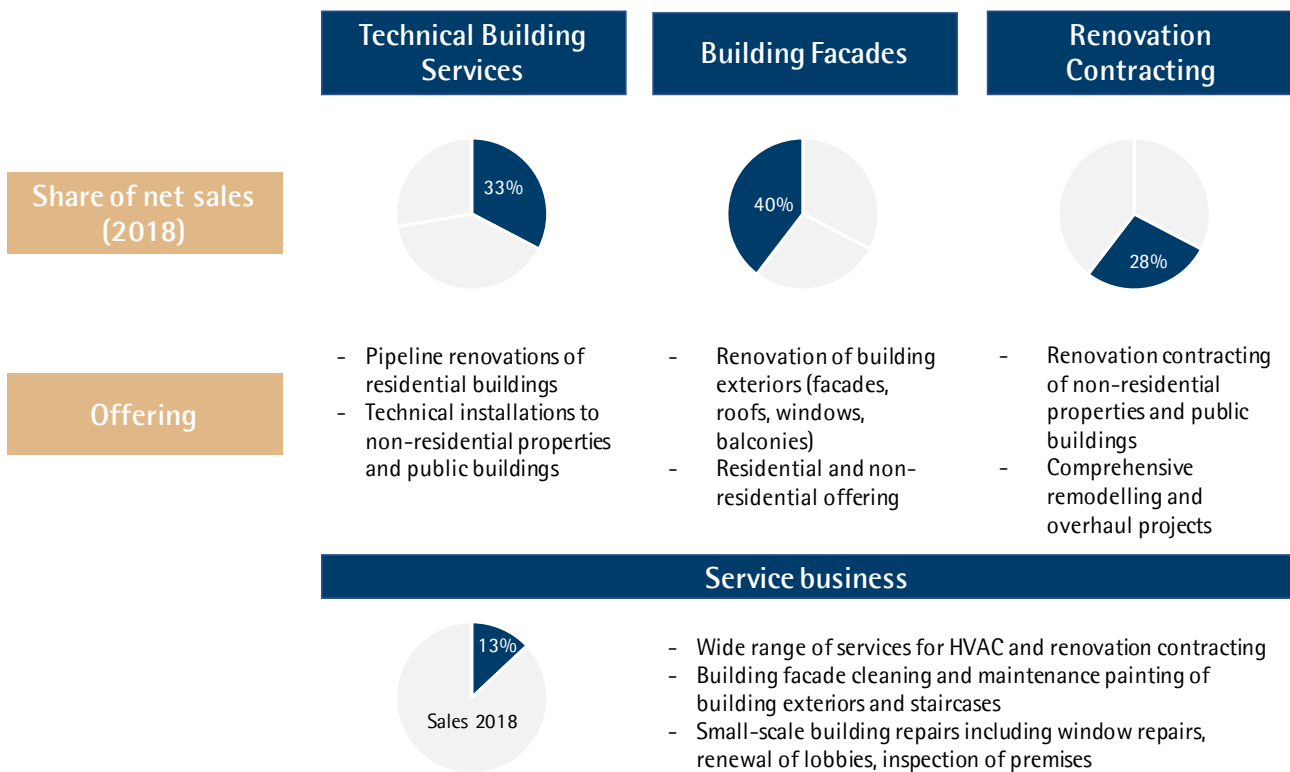 Technical Building
Services
Building Facades
Renovation
Contracting
Share of net sales
(2018)
33%
40%
28%
Offering
- Pipeline renovations of
residential buildings
- Technical installations to
non-residential properties
and public buildings
- Renovation of building
exteriors (facades,
roofs, windows,
balconies)
- Residential and non-
residential offering
- Renovation contracting
of non-residential
properties and public
buildings
- Comprehensive
remodelling and
overhaul projects
Service business
13%
Sales 2018
- Wide range of services for HVAC and renovation contracting
- Building facade cleaning and maintenance painting of
building exteriors and staircases
- Small-scale building repairs including window repairs,
renewal of lobbies, inspection of premises